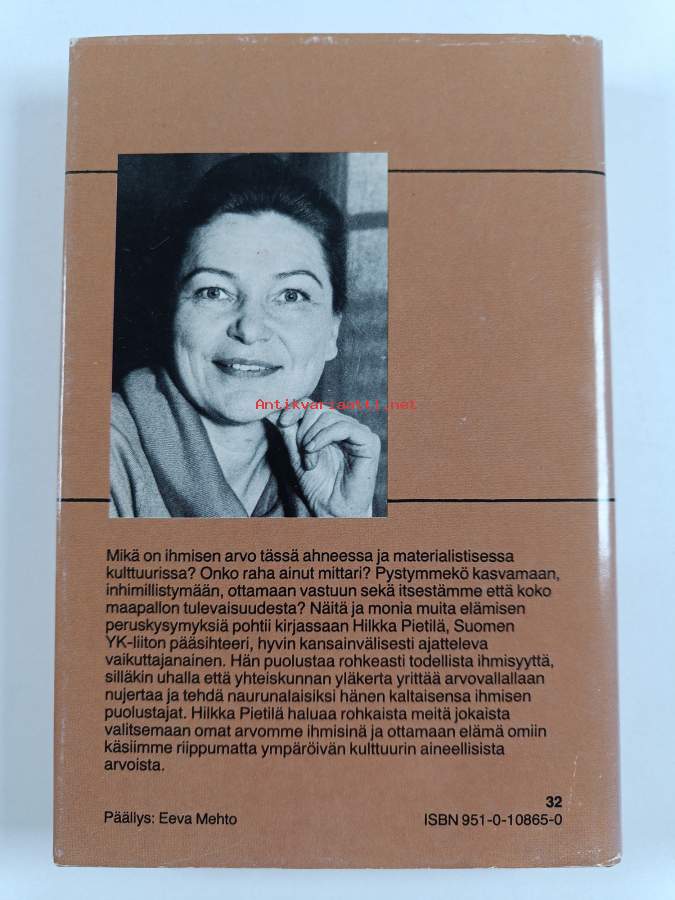 Antikvariaatti.net
Mikä on ihmisen arvo tässä ahneessa ja materialistisessa
kulttuurissa? Onko raha ainut mittari? Pystymmekö kasvamaan,
inhimillistymään, ottamaan vastuun sekä itsestämme että koko
maapallon tulevaisuudesta? Näitä ja monia muita elämisen
peruskysymyksiä pohtii kirjassaan Hilkka Pietilä, Suomen
YK-liiton pääsihteeri, hyvin kansainvälisesti ajatteleva
vaikuttajanainen. Hän puolustaa rohkeasti todellista ihmisyyttä,
silläkin uhalla että yhteiskunnan yläkerta yrittää arvovallallaan
nujertaa ja tehdä naurunalaisiksi hänen kaltaisensa ihmisen
puolustajat. Hilkka Pietilä haluaa rohkaista meitä jokaista
valitsemaan omat arvomme ihmisinä ja ottamaan elämä omiin
käsiimme riippumatta ympäröivän kulttuurin aineellisista
arvoista.
32
Päällys: Eeva Mehto ISBN 951-0-10865-0